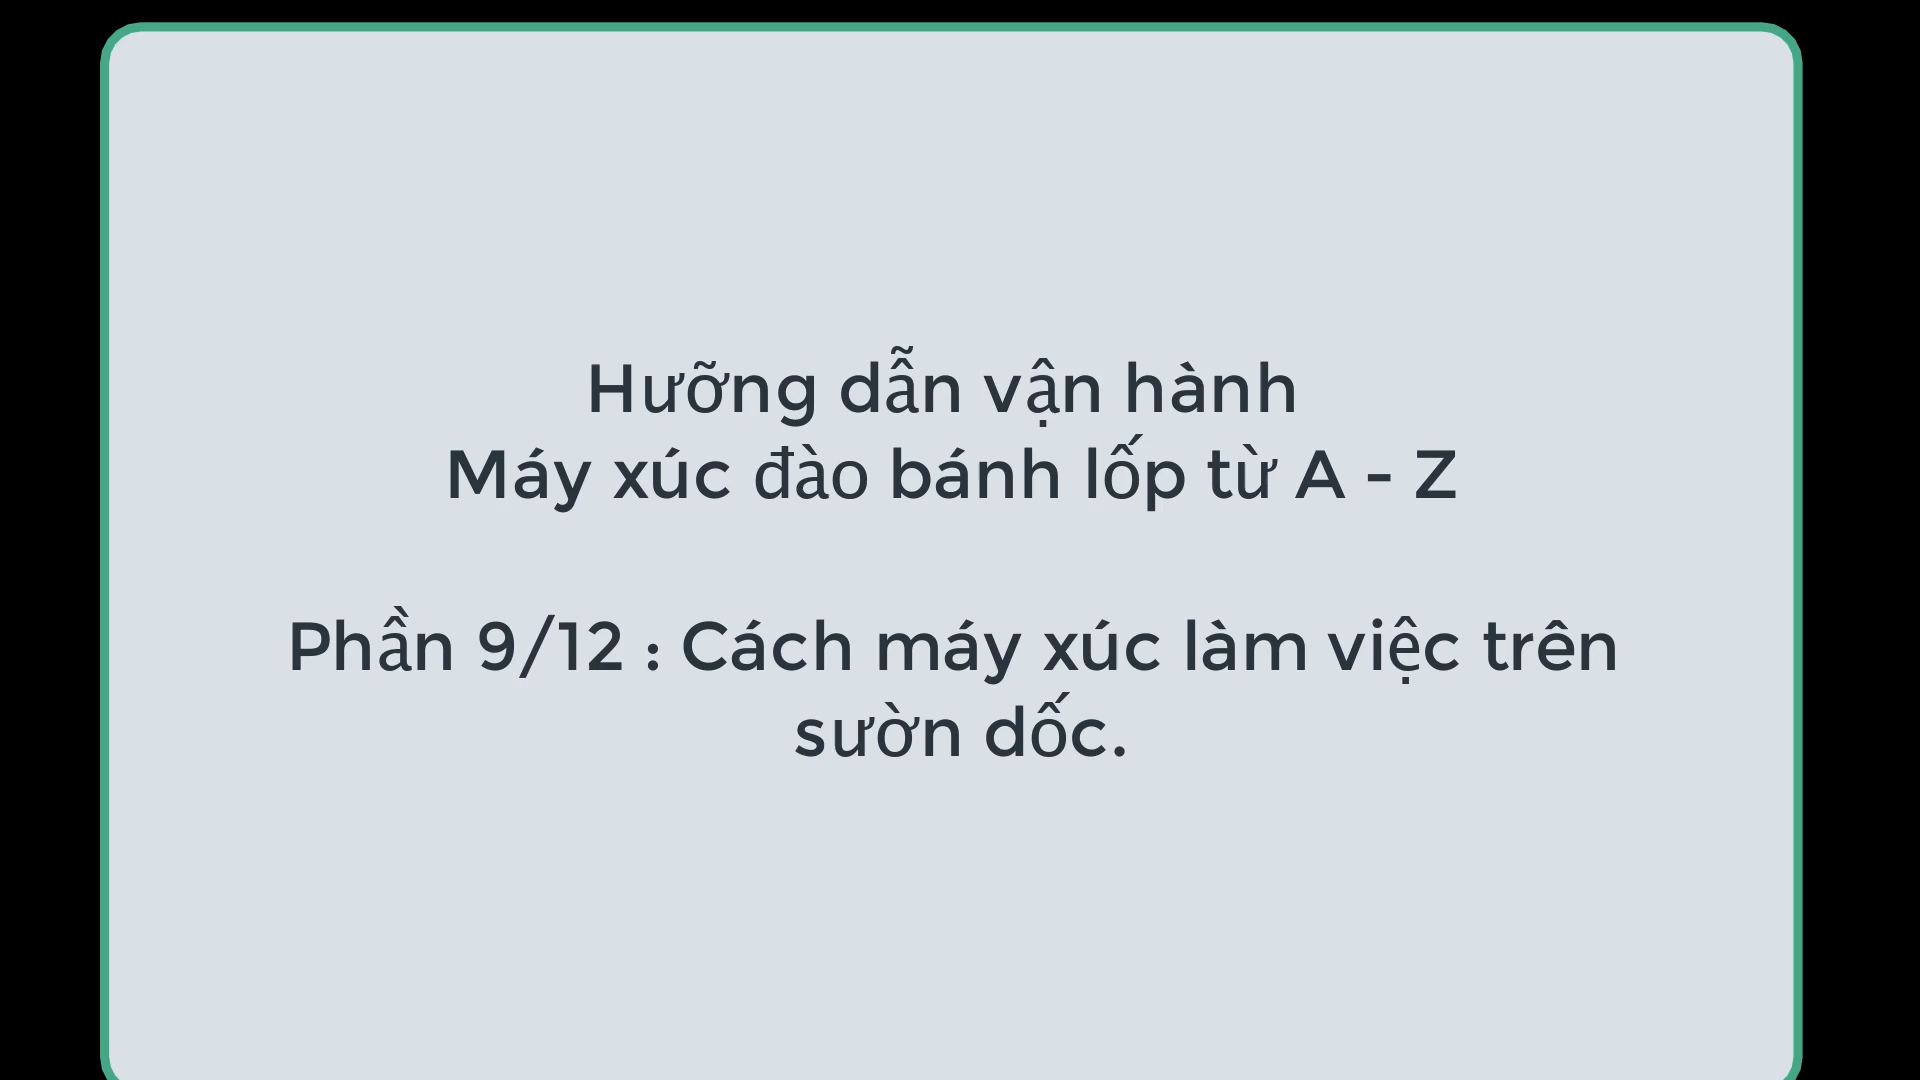 Hưỡng dẫn vận hành
Máy xúc đào bánh lốp từ A - Z
Phần 9/12 : Cách máy xúc làm việc trên
sườn dốc.